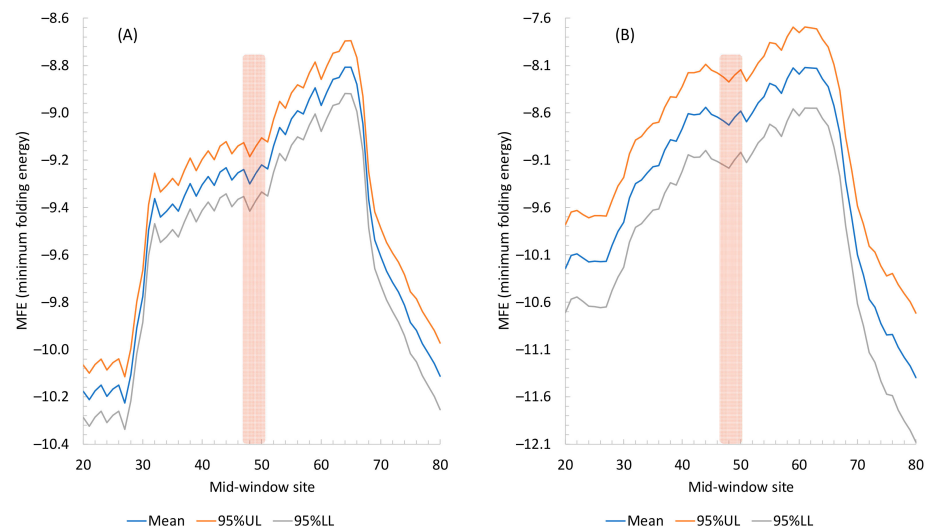 (A)
MFE (minimum folding energy)
−8.6
−8.8
−9.0
−9.2
−9.4
−9.6
−9.8
−10.0
−10.2
−10.4
20 30 40 50 60 70 80
Mid-window site
Mean 95%UL 95%LL
(B)
MFE (minimum folding energy)
−7.6
−8.1
−8.6
−9.1
−9.6
−10.1
−10.6
−11.1
−11.6
−12.1
20 30 40 50 60 70 80
Mid-window site
Mean 95%UL 95%LL